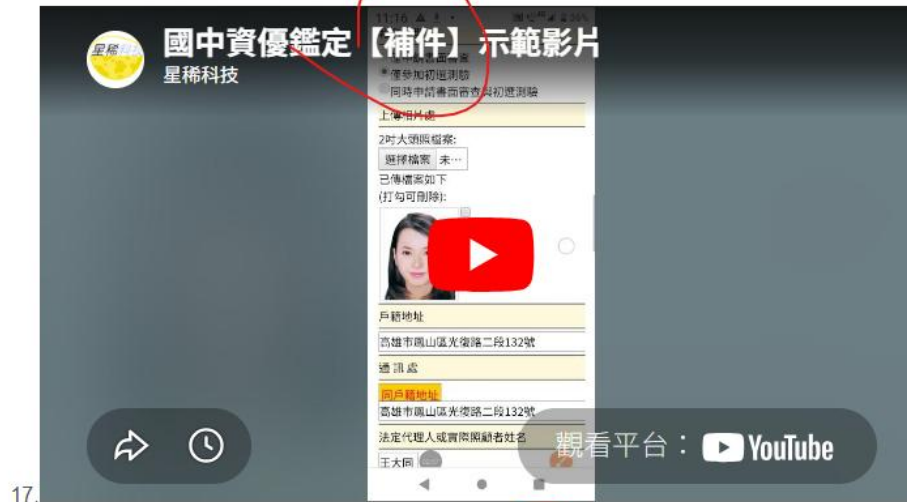 11:16
國中資優鑑定【補件】示範影片
星稀科技
僅參加初選測驗
同時申請書面審查與初選測驗
上傳相片處
2吋大頭照檔案:
選擇檔案 未…
已傳檔案如下
(打勾可刪除):
戶籍地址
高雄市鳳山區光復路二段132號
通訊處
同戶籍地址
高雄市鳳山區光復路二段132號
法定代理人或實際照顧者姓名
王大同
觀看平台：YouTube
17.